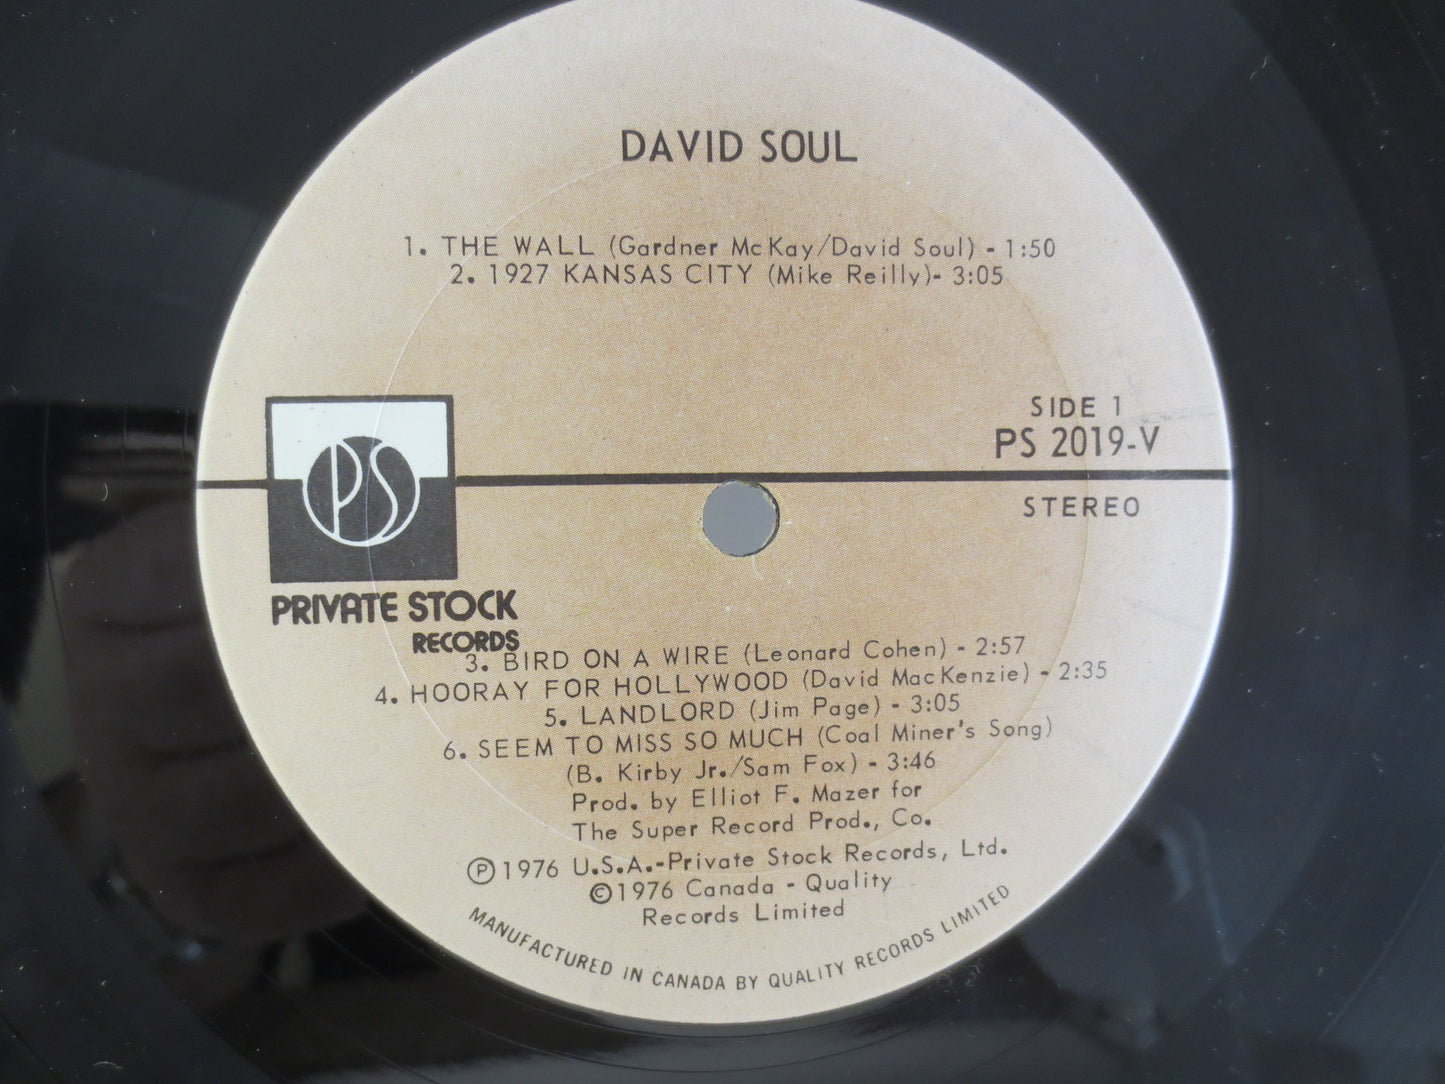 DAVID SOUL
1. THE WALL (Gardner McKay/David Soul) - 1:50
2. 1927 KANSAS CITY (Mike Reilly)- 3:05
SIDE 1
PS 2019-V
STEREO
PS
PRIVATE STOCK
RECORDS
3. BIRD ON A WIRE (Leonard Cohen) - 2:57
4. HOORAY FOR HOLLYWOOD (David MacKenzie) - 2:35
5. LANDLORD (Jim Page) - 3:05
6. SEEM TO MISS SO MUCH (Coal Miner's Song)
(B. Kirby Jr./Sam Fox) - 3:46
Prod. by Elliot F. Mazer for
The Super Record Prod., Co.
Ⓟ1976 U.S.A.-Private Stock Records, Ltd.
©1976 Canada - Quality
Records Limited
MANUFACTURED IN CANADA BY QUALITY RECORDS LIMITED